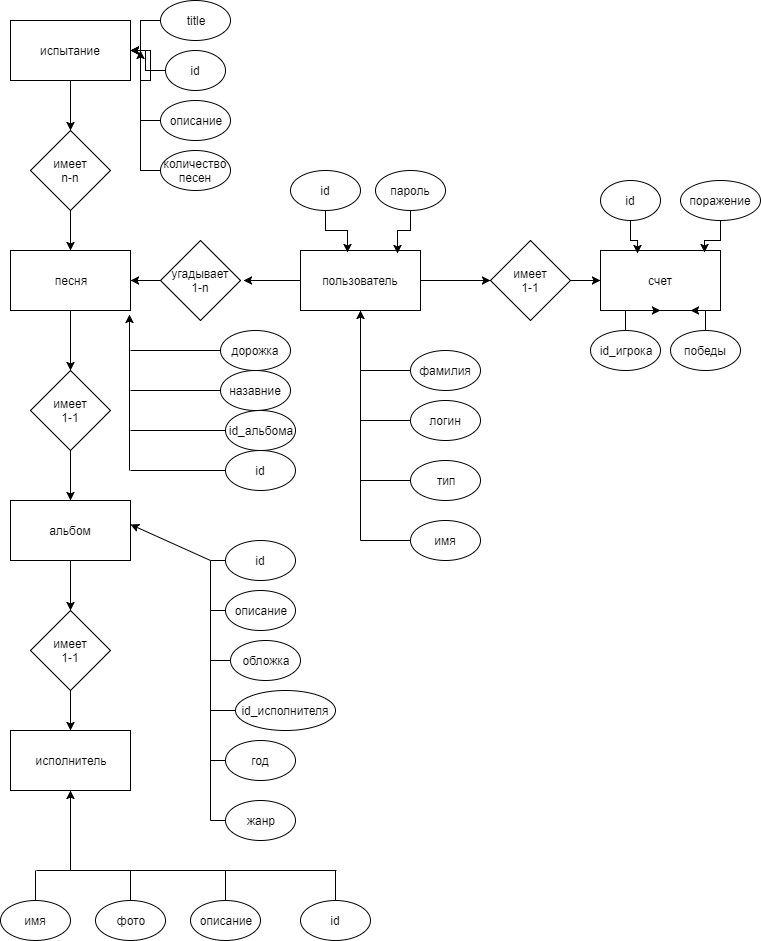 title
испытание
id
описание
количество
песен
имеет
n-n
id
пароль
id
поражение
песня
угадывает
1-n
пользователь
имеет
1-1
счет
дорожка
назавние
id_альбома
id
id_игрока
победы
фамилия
логин
тип
имя
имеет
1-1
альбом
id
описание
обложка
id_исполнителя
год
жанр
имеет
1-1
исполнитель
имя
фото
описание
id